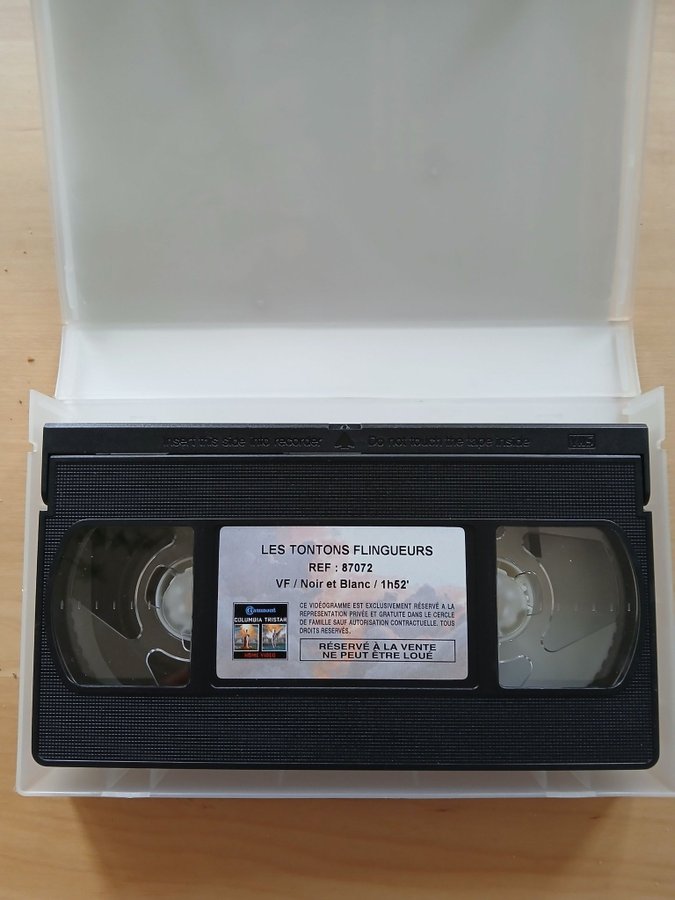 Insert this side into recorder Do not touch the tape inside VHS
LES TONTONS FLINGUEURS
REF : 87072
VF / Noir et Blanc / 1h52'
Gaumont
COLUMBIA TRISTAR
HOME VIDEO
CE VIDÉOGRAMME EST EXCLUSIVEMENT RÉSERVÉ A LA
REPRESENTATION PRIVÉE ET GRATUITE DANS LE CERCLE
DE FAMILLE SAUF AUTORISATION CONTRACTUELLE, TOUS
DROITS RESERVÉS.
RÉSERVÉ À LA VENTE
NE PEUT ÊTRE LOUÉ